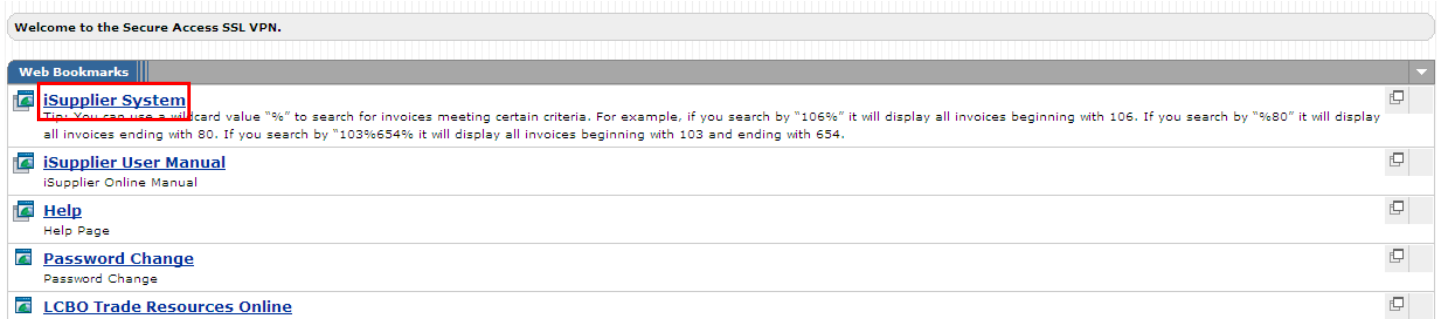 Welcome to the Secure Access SSL VPN.
Web Bookmarks
iSupplier System
Tip: You can use a wildcard value "%" to search for invoices meeting certain criteria. For example, if you search by "106%" it will display all invoices beginning with 106. If you search by "%80" it will display
all invoices ending with 80. If you search by "103%654% it will display all invoices beginning with 103 and ending with 654.
iSupplier User Manual
iSupplier Online Manual
Help
Help Page
Password Change
Password Change
LCBO Trade Resources Online